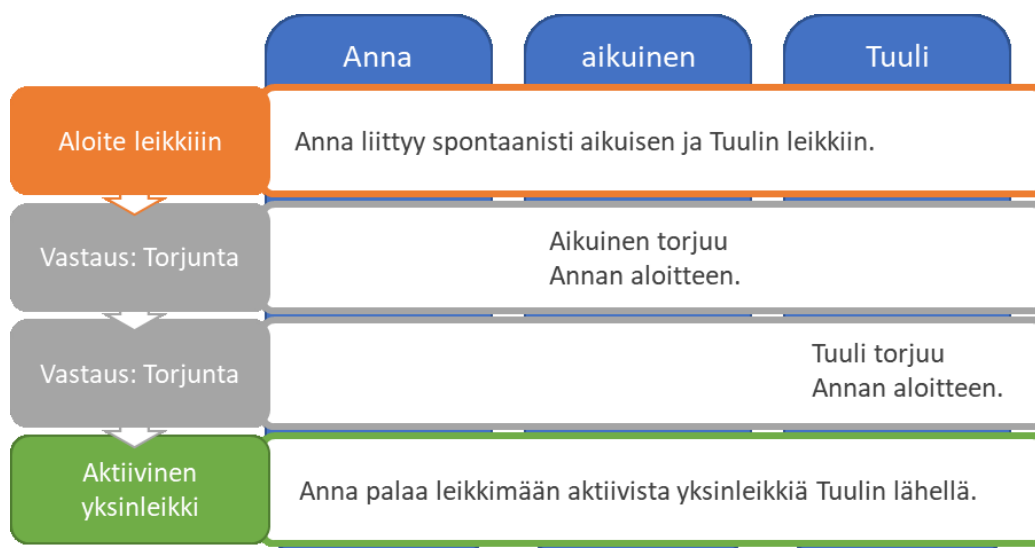 Anna aikuinen Tuuli
Aloite leikkiiin
Anna liittyy spontaanisti aikuisen ja Tuulin leikkiin.
Vastaus: Torjunta
Aikuinen torjuu
Annan aloitteen.
Vastaus: Torjunta
Tuuli torjuu
Annan aloitteen.
Aktiivinen
yksinleikki
Anna palaa leikkimään aktiivista yksinleikkiä Tuulin lähellä.